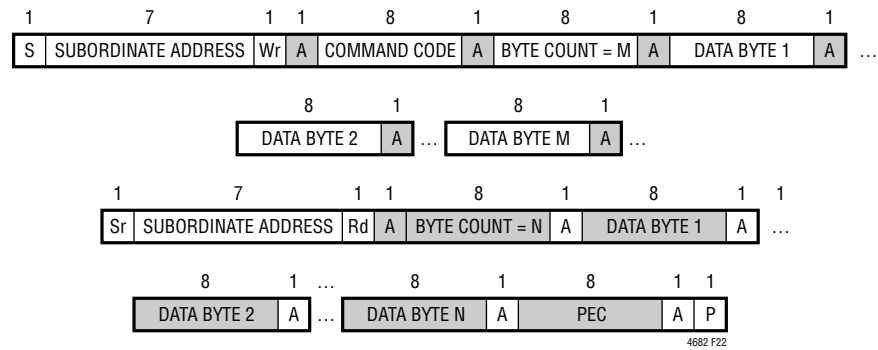 1 7 1 1 8 1 8 1 8 1
S SUBORDINATE ADDRESS Wr A COMMAND CODE A BYTE COUNT = M A DATA BYTE 1 A …
8 1 8 1
DATA BYTE 2 A … DATA BYTE M A …
1 7 1 1 8 1 8 1 1
Sr SUBORDINATE ADDRESS Rd A BYTE COUNT = N A DATA BYTE 1 A …
8 1 … 8 1 8 1 1
DATA BYTE 2 A … DATA BYTE N A PEC A P
4682 F22